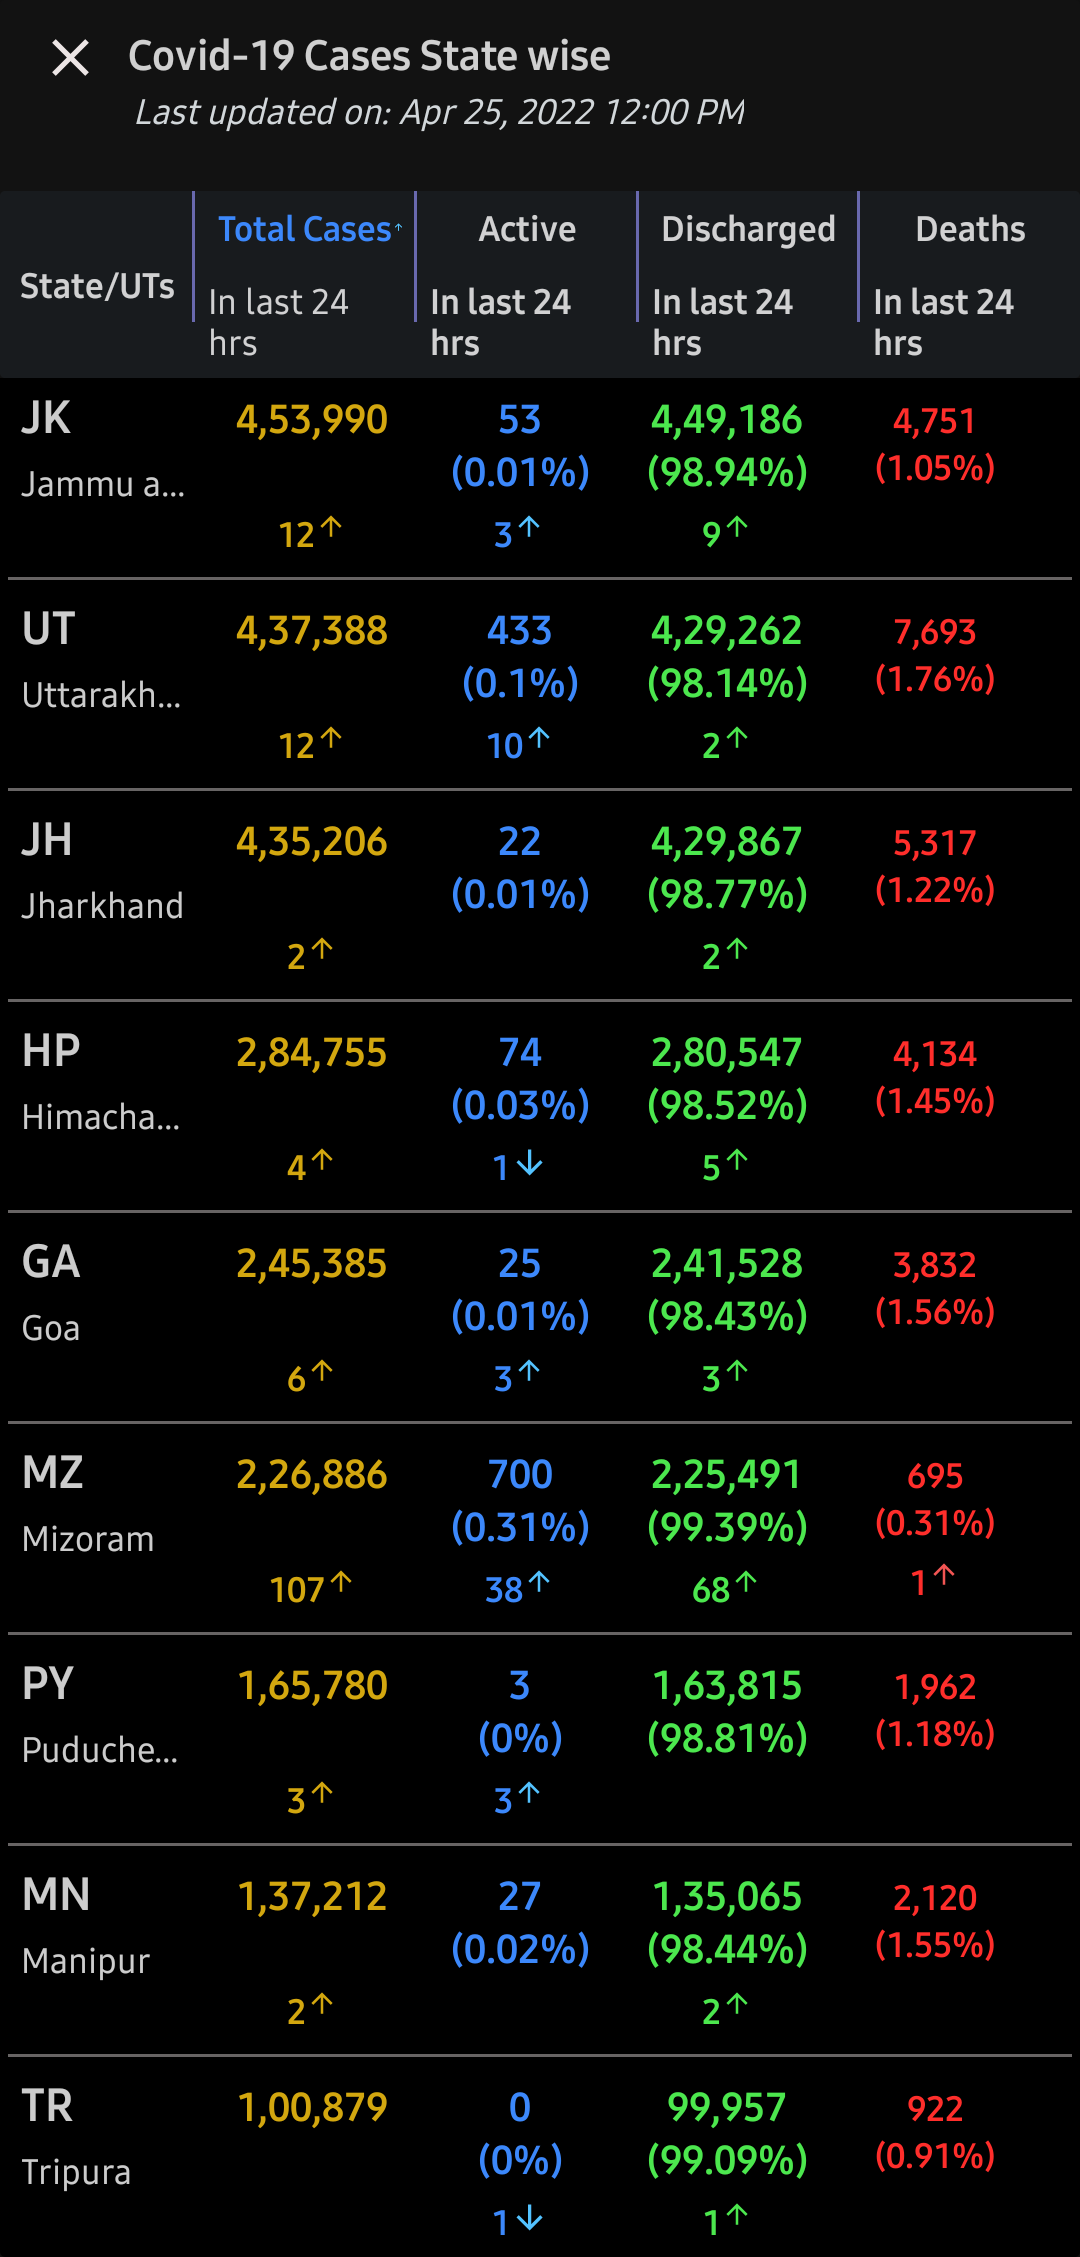 Covid-19 Cases State wise
Last updated on: Apr 25, 2022 12:00 PM
State/UTs Total Cases↑ Active Discharged Deaths
In last 24 hrs In last 24 hrs In last 24 hrs In last 24 hrs
JK 4,53,990 53 4,49,186 4,751
Jammu a... (0.01%) (98.94%) (1.05%)
12↑ 3↑ 9↑
UT 4,37,388 433 4,29,262 7,693
Uttarakh... (0.1%) (98.14%) (1.76%)
12↑ 10↑ 2↑
JH 4,35,206 22 4,29,867 5,317
Jharkhand (0.01%) (98.77%) (1.22%)
2↑ 2↑
HP 2,84,755 74 2,80,547 4,134
Himacha... (0.03%) (98.52%) (1.45%)
4↑ 1↓ 5↑
GA 2,45,385 25 2,41,528 3,832
Goa (0.01%) (98.43%) (1.56%)
6↑ 3↑ 3↑
MZ 2,26,886 700 2,25,491 695
Mizoram (0.31%) (99.39%) (0.31%)
107↑ 38↑ 68↑ 1↑
PY 1,65,780 3 1,63,815 1,962
Puduche... (0%) (98.81%) (1.18%)
3↑ 3↑
MN 1,37,212 27 1,35,065 2,120
Manipur (0.02%) (98.44%) (1.55%)
2↑ 2↑
TR 1,00,879 0 99,957 922
Tripura (0%) (99.09%) (0.91%)
1↓ 1↑